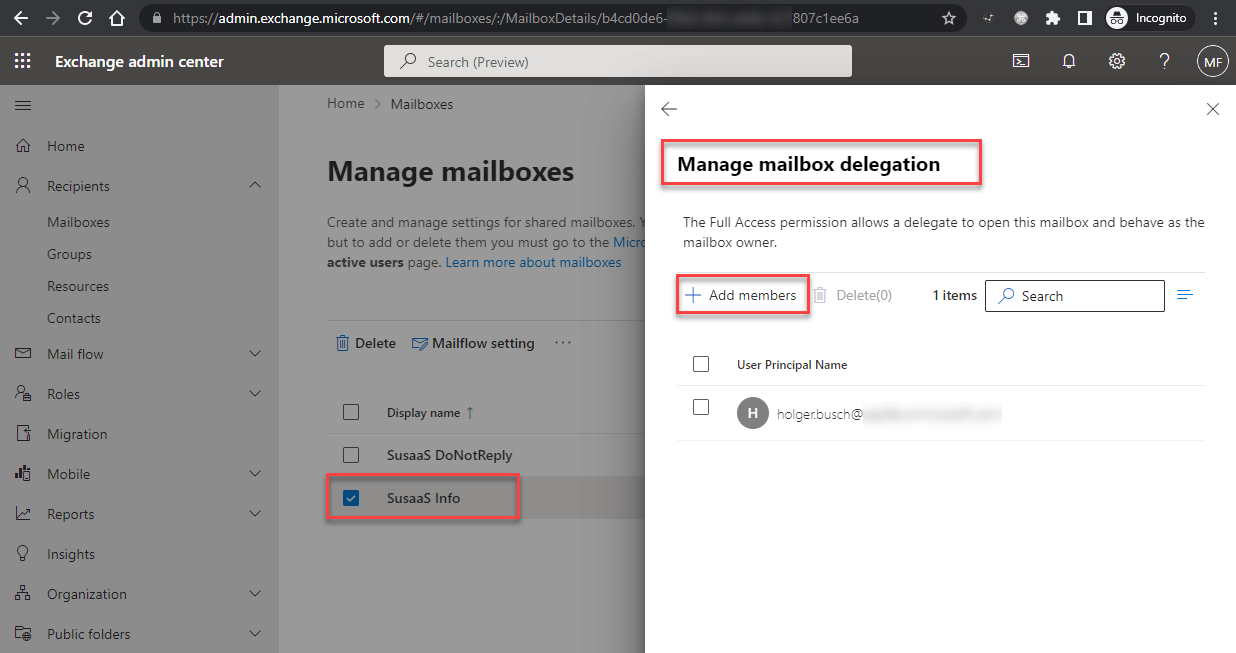 https://admin.exchange.microsoft.com/#/mailboxes/:/MailboxDetails/b4cd0de6- 807c1ee6a
Incognito
Exchange admin center
Search (Preview)
MF
Home
Recipients
Mailboxes
Groups
Resources
Contacts
Mail flow
Roles
Migration
Mobile
Reports
Insights
Organization
Public folders
Home > Mailboxes
Manage mailboxes
Create and manage settings for shared mailboxes. Y
but to add or delete them you must go to the Micro
active users page. Learn more about mailboxes
Delete Mailflow setting ···
Display name ↑
SusaaS DoNotReply
SusaaS Info
Manage mailbox delegation
The Full Access permission allows a delegate to open this mailbox and behave as the
mailbox owner.
+ Add members Delete(0) 1 items Search
User Principal Name
H holger.busch@